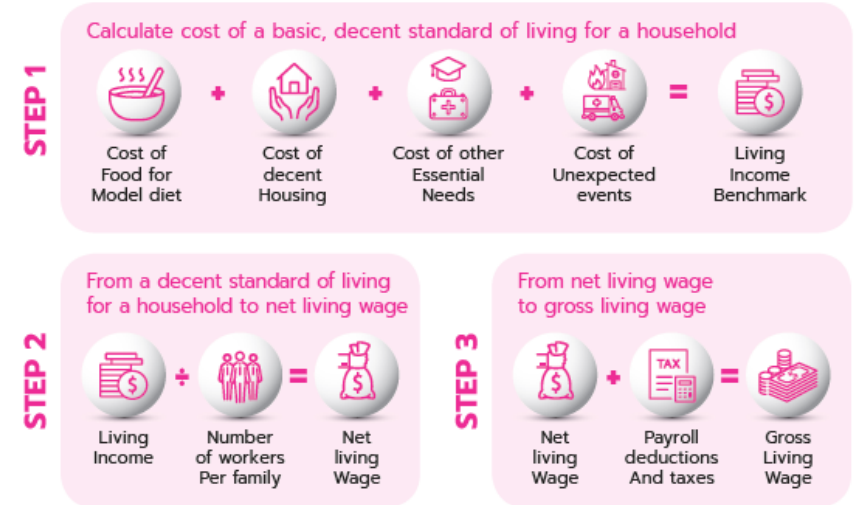 STEP 1
Calculate cost of a basic, decent standard of living for a household
+ + + =
Cost of
Food for
Model diet
Cost of
decent
Housing
Cost of other
Essential
Needs
Cost of
Unexpected
events
Living
Income
Benchmark
$
STEP 2
From a decent standard of living
for a household to net living wage
÷ =
$
$
Living
Income
Number
of workers
Per family
Net
living
Wage
STEP 3
From net living wage
to gross living wage
+ =
$
TAX
Net
living
Wage
Payroll
deductions
And taxes
Gross
Living
Wage